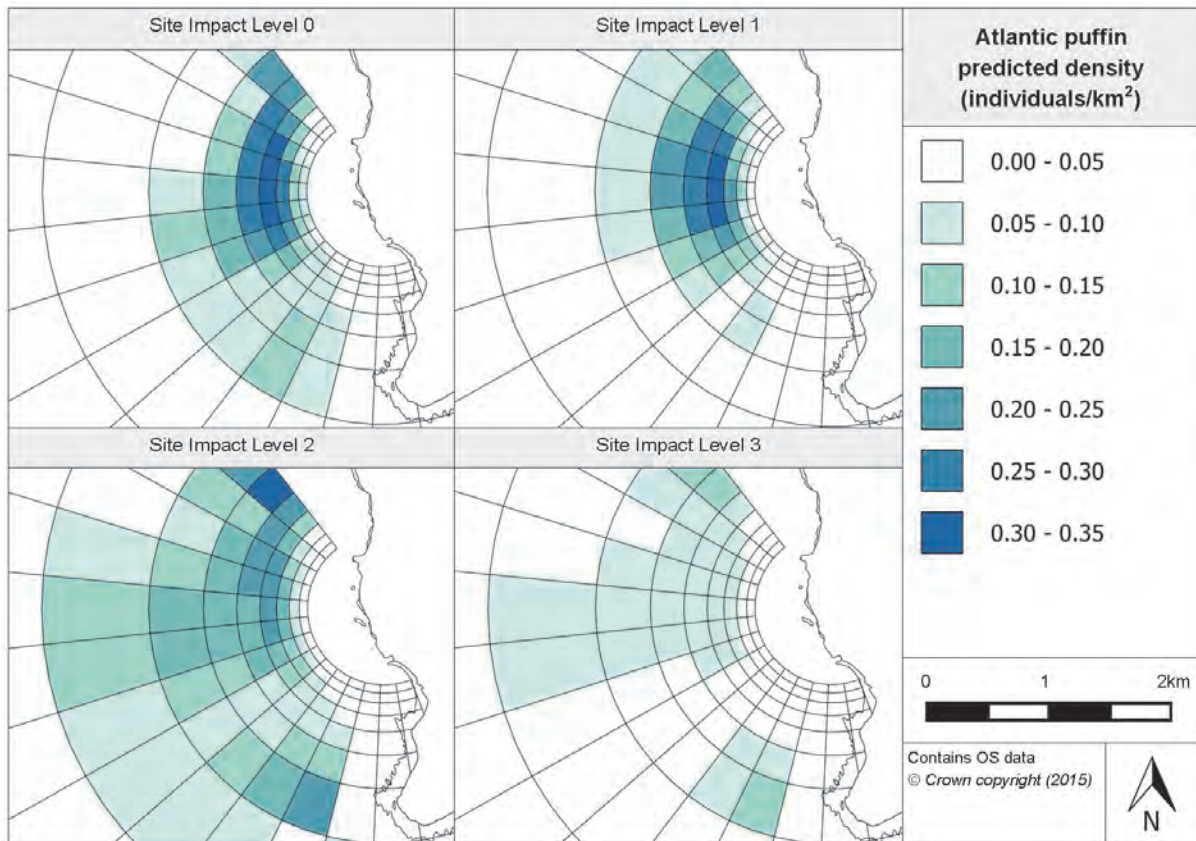 Site Impact Level 0
Site Impact Level 1
Site Impact Level 2
Site Impact Level 3
Atlantic puffin
predicted density
(individuals/km²)
0.00 - 0.05
0.05 - 0.10
0.10 - 0.15
0.15 - 0.20
0.20 - 0.25
0.25 - 0.30
0.30 - 0.35
0 1 2km
Contains OS data
© Crown copyright (2015)
N